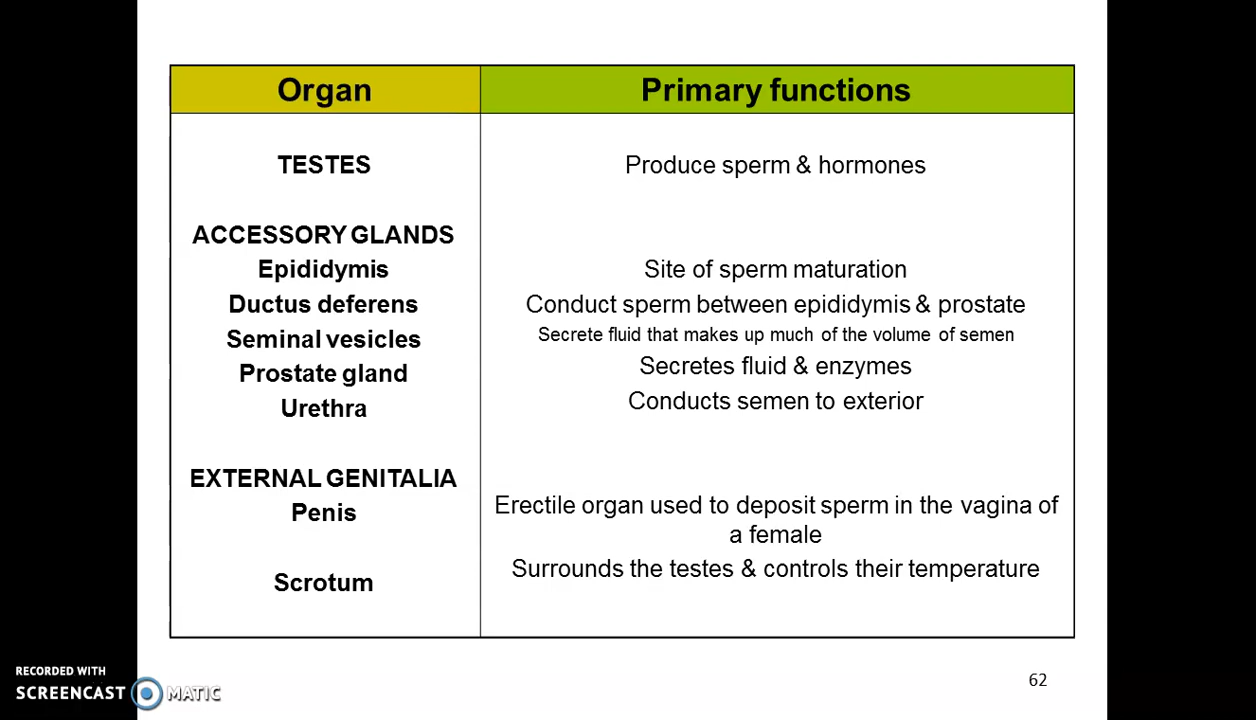 Organ Primary functions
TESTES Produce sperm & hormones
ACCESSORY GLANDS
Epididymis Site of sperm maturation
Ductus deferens Conduct sperm between epididymis & prostate
Seminal vesicles Secrete fluid that makes up much of the volume of semen
Prostate gland Secretes fluid & enzymes
Urethra Conducts semen to exterior
EXTERNAL GENITALIA
Penis Erectile organ used to deposit sperm in the vagina of
a female
Scrotum Surrounds the testes & controls their temperature
62
RECORDED WITH
SCREENCAST MATIC